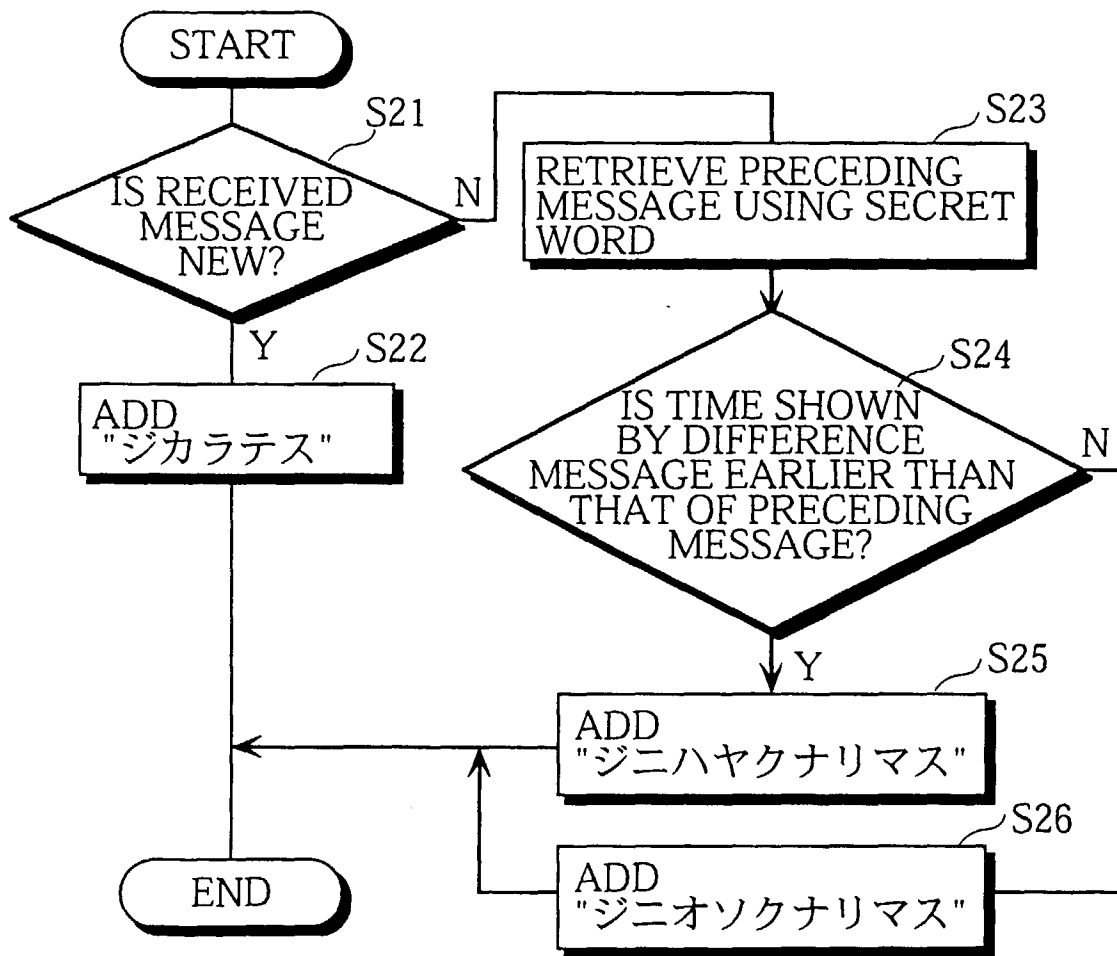 START
S21
IS RECEIVED
MESSAGE
NEW?
N
Y
S22
ADD
"ジカラテス"
S23
RETRIEVE PRECEDING
MESSAGE USING SECRET
WORD
S24
IS TIME SHOWN
BY DIFFERENCE
MESSAGE EARLIER THAN
THAT OF PRECEDING
MESSAGE?
N
Y
S25
ADD
"ジニハヤクナリマス"
S26
ADD
"ジニオソクナリマス"
END